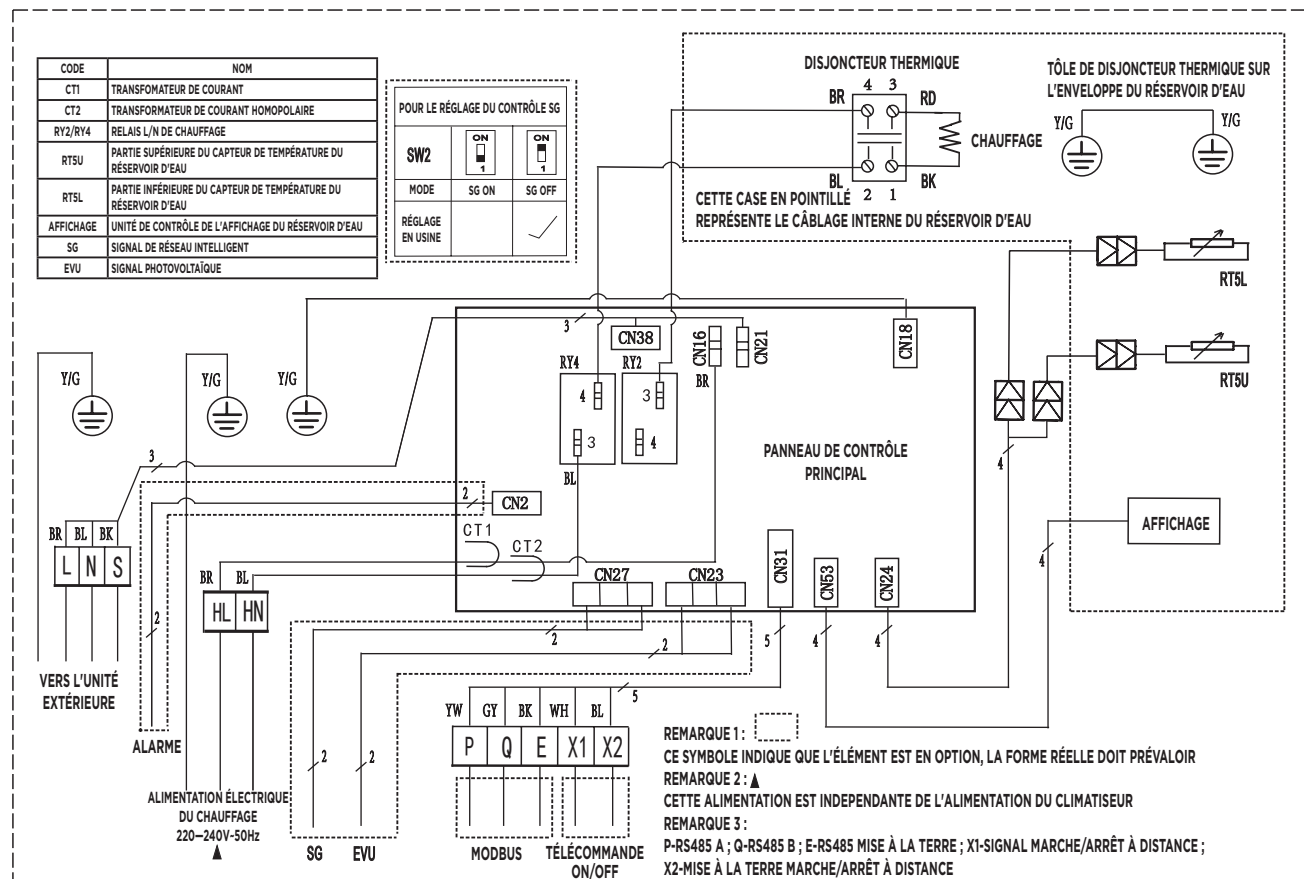 CODE NOM
CT1 TRANSFOMATEUR DE COURANT
CT2 TRANSFORMATEUR DE COURANT HOMOPOLAIRE
RY2/RY4 RELAIS L/N DE CHAUFFAGE
RT5U PARTIE SUPÉRIEURE DU CAPTEUR DE TEMPÉRATURE DU
RÉSERVOIR D'EAU
RT5L PARTIE INFÉRIEURE DU CAPTEUR DE TEMPÉRATURE DU
RÉSERVOIR D'EAU
AFFICHAGE UNITÉ DE CONTRÔLE DE L'AFFICHAGE DU RÉSERVOIR D'EAU
SG SIGNAL DE RÉSEAU INTELLIGENT
EVU SIGNAL PHOTOVOLTAÏQUE
POUR LE RÉGLAGE DU CONTRÔLE SG
SW2
ON
1
ON
1
MODE SG ON SG OFF
RÉGLAGE
EN USINE
DISJONCTEUR THERMIQUE
BR 4 3 RD
CHAUFFAGE
BL 2 1 BK
CETTE CASE EN POINTILLÉ
REPRÉSENTE LE CÂBLAGE INTERNE DU RÉSERVOIR D'EAU
TÔLE DE DISJONCTEUR THERMIQUE SUR
L'ENVELOPPE DU RÉSERVOIR D'EAU
Y/G Y/G
RT5L
RT5U
3
CN38
CN16
CN21
CN18
BR
RY4
4
3
BL
RY2
3
4
PANNEAU DE CONTRÔLE
PRINCIPAL
Y/G
Y/G
Y/G
3
2
CN2
CT1
CT2
BR BL BK
L N S
VERS L'UNITÉ
EXTÉRIEURE
2
ALARME
BR BL
HL HN
ALIMENTATION ÉLECTRIQUE
DU CHAUFFAGE
220–240V-50Hz
▲
CN27
CN23
CN31
CN53
CN24
2
2
5
4
4
4
4
AFFICHAGE
2
2
SG EVU
5
YW GY BK WH BL
P Q E X1 X2
MODBUS
TÉLÉCOMMANDE
ON/OFF
REMARQUE 1 :
CE SYMBOLE INDIQUE QUE L'ÉLÉMENT EST EN OPTION, LA FORME RÉELLE DOIT PRÉVALOIR
REMARQUE 2 : ▲
CETTE ALIMENTATION EST INDEPENDANTE DE L'ALIMENTATION DU CLIMATISEUR
REMARQUE 3 :
P-RS485 A ; Q-RS485 B ; E-RS485 MISE À LA TERRE ; X1-SIGNAL MARCHE/ARRÊT À DISTANCE ;
X2-MISE À LA TERRE MARCHE/ARRÊT À DISTANCE